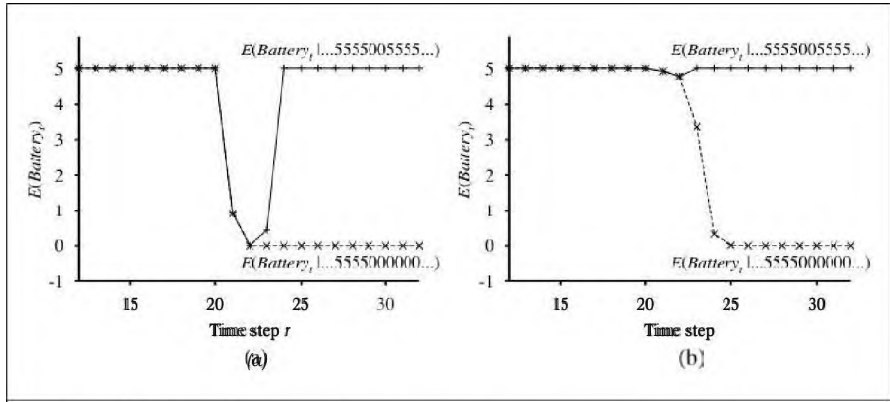 E(Battery_t | ...5555005555...)
5
4
3
2
1
0
-1
E(Battery_t)
E(Battery_t | ...5555000000...)
15 20 25 30
Time step t
(a)
E(Battery_t | ...5555005555...)
5
4
3
2
1
0
-1
E(Battery_t)
E(Battery_t | ...5555000000...)
15 20 25 30
Time step
(b)